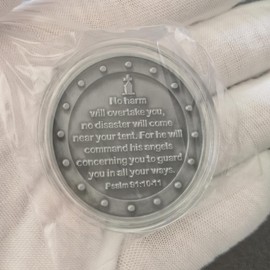 No harm
will overtake you,
no disaster will come
near your tent. For he will
command his angels
concerning you to guard
you in all your ways.
Psalm 91:10-11